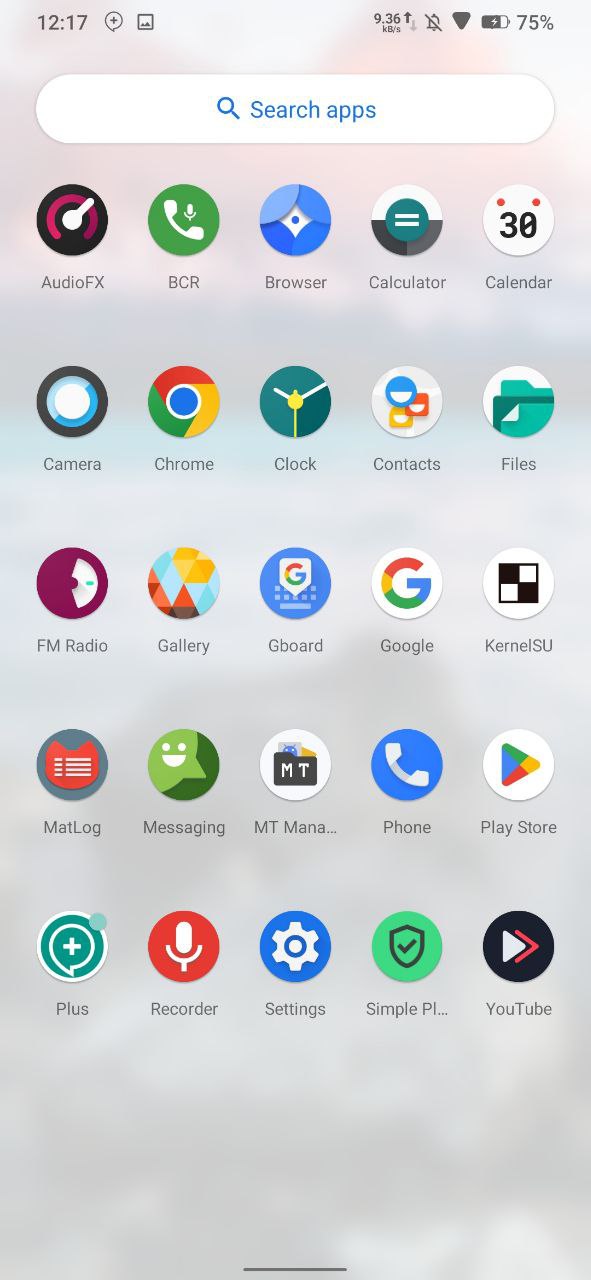 12:17 9.36 kB/s 75%
Search apps
AudioFX BCR Browser Calculator Calendar
30
Camera Chrome Clock Contacts Files
FM Radio Gallery Gboard Google KernelSU
MT
MatLog Messaging MT Mana... Phone Play Store
Plus Recorder Settings Simple Pl... YouTube